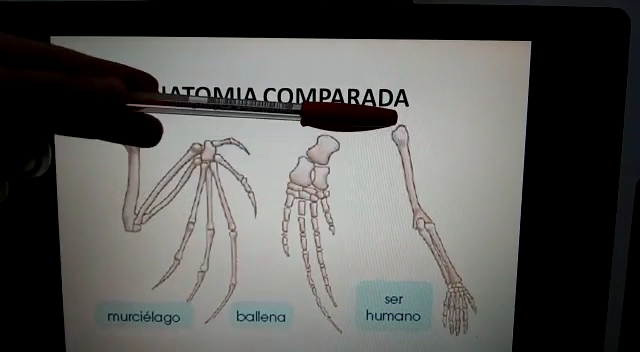 NATOMIA COMPARADA
murciélago
ballena
ser
humano